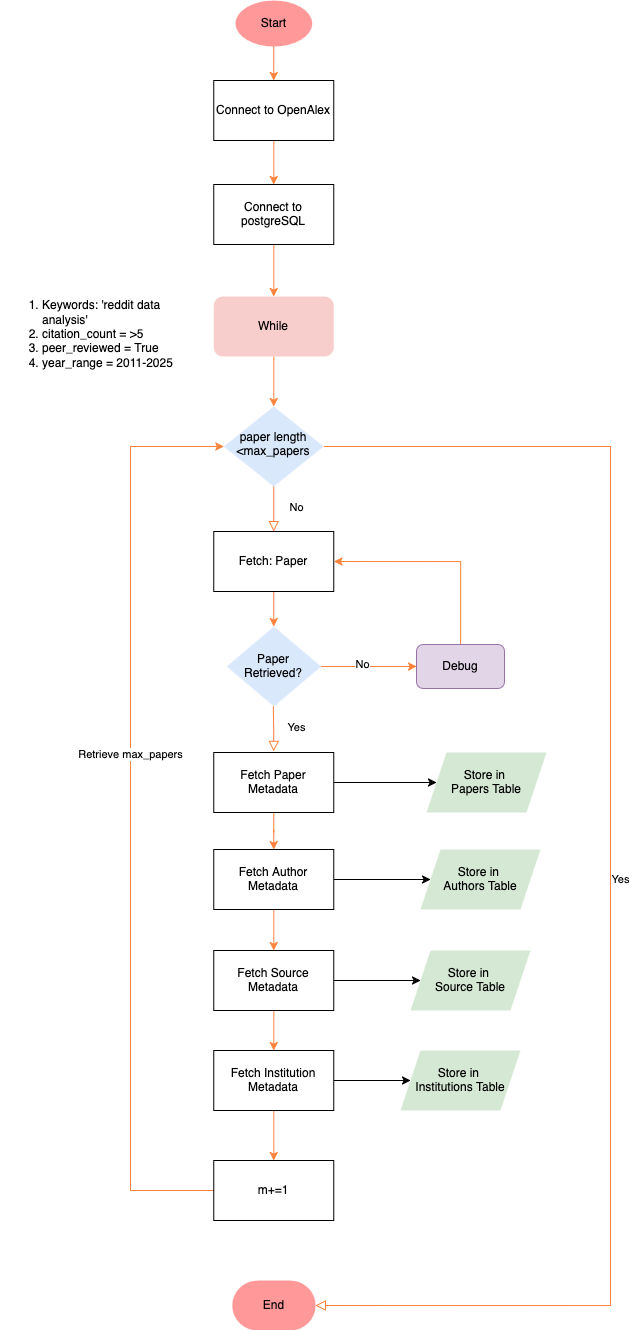 Start
Connect to OpenAlex
Connect to
postgreSQL
1. Keywords: 'reddit data
analysis'
2. citation_count = >5
3. peer_reviewed = True
4. year_range = 2011-2025
While
paper length
<max_papers
No
Fetch: Paper
Paper
Retrieved?
No
Debug
Yes
Retrieve max_papers
Fetch Paper
Metadata
Store in
Papers Table
Fetch Author
Metadata
Store in
Authors Table
Yes
Fetch Source
Metadata
Store in
Source Table
Fetch Institution
Metadata
Store in
Institutions Table
m+=1
End